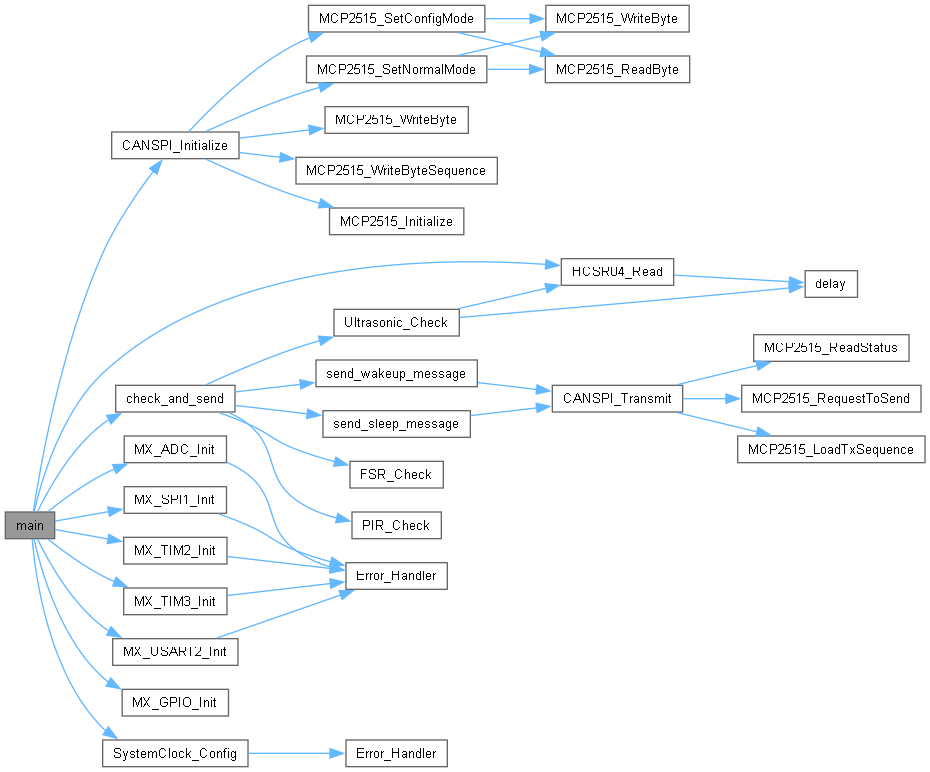 MCP2515_SetConfigMode
MCP2515_WriteByte
MCP2515_SetNormalMode
MCP2515_ReadByte
MCP2515_WriteByte
CANSPI_Initialize
MCP2515_WriteByteSequence
MCP2515_Initialize
HCSR04_Read
delay
Ultrasonic_Check
MCP2515_ReadStatus
send_wakeup_message
check_and_send
CANSPI_Transmit
MCP2515_RequestToSend
send_sleep_message
MX_ADC_Init
MCP2515_LoadTxSequence
FSR_Check
MX_SPI1_Init
main
PIR_Check
MX_TIM2_Init
Error_Handler
MX_TIM3_Init
MX_USART2_Init
MX_GPIO_Init
SystemClock_Config
Error_Handler